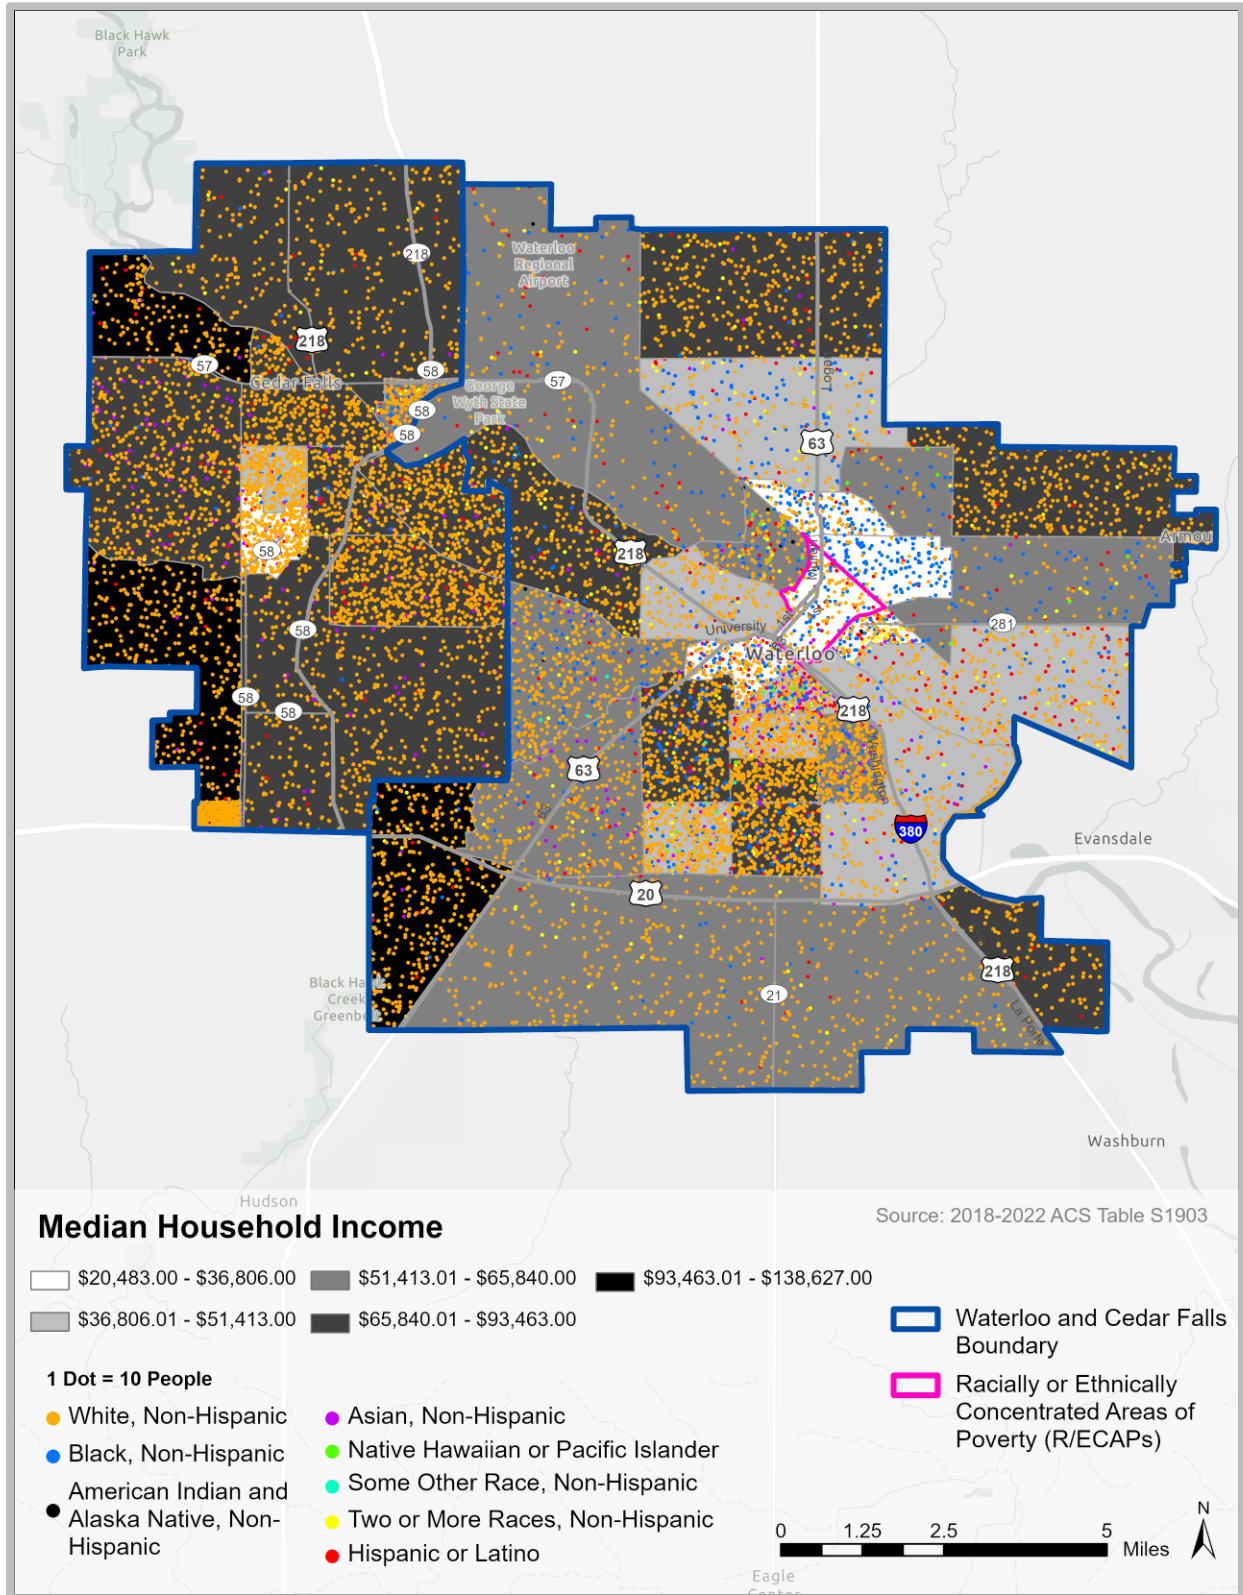 Black Hawk
Park
218
Waterloo
Regional
Airport
218
57
58
57
Cedar Falls
George
Wyth State
Park
58
58
63
58
218
Armou
281
University
1st
Waterloo
58
58
58
218
Washington
63
63
380
Evansdale
20
218
21
Black Hawk
Creek
Greenbelt
La Porte
Washburn
Hudson
Median Household Income
Source: 2018-2022 ACS Table S1903
$20,483.00 - $36,806.00
$51,413.01 - $65,840.00
$93,463.01 - $138,627.00
$36,806.01 - $51,413.00
$65,840.01 - $93,463.00
Waterloo and Cedar Falls
Boundary
Racially or Ethnically
Concentrated Areas of
Poverty (R/ECAPs)
1 Dot = 10 People
White, Non-Hispanic
Black, Non-Hispanic
American Indian and
Alaska Native, Non-
Hispanic
Asian, Non-Hispanic
Native Hawaiian or Pacific Islander
Some Other Race, Non-Hispanic
Two or More Races, Non-Hispanic
Hispanic or Latino
N
0 1.25 2.5 5
Miles
Eagle
Center